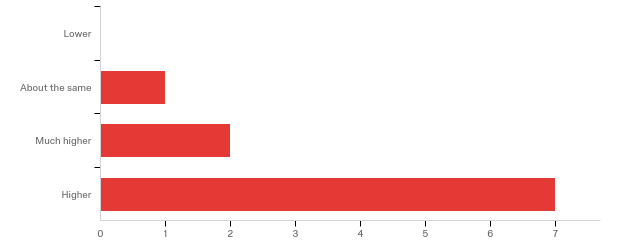 Lower
About the same
Much higher
Higher
0 1 2 3 4 5 6 7